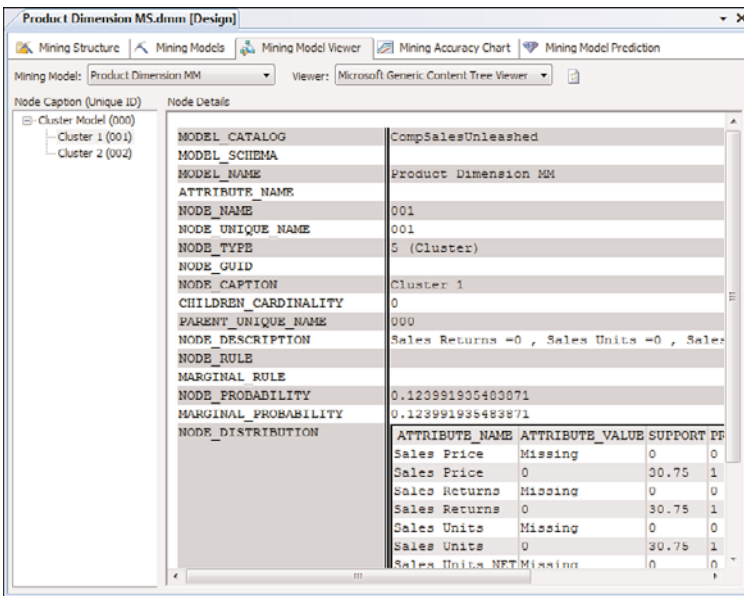 Product Dimension MS.dmm [Design]
Mining Structure Mining Models Mining Model Viewer Mining Accuracy Chart Mining Model Prediction
Mining Model: Product Dimension MM Viewer: Microsoft Generic Content Tree Viewer
Node Caption (Unique ID) Node Details
Cluster Model (000)
Cluster 1 (001)
Cluster 2 (002)
MODEL_CATALOG CompSalesUnleashed
MODEL_SCHEMA
MODEL_NAME Product Dimension MM
ATTRIBUTE_NAME
NODE_NAME 001
NODE_UNIQUE_NAME 001
NODE_TYPE 5 (Cluster)
NODE_GUID
NODE_CAPTION Cluster 1
CHILDREN_CARDINALITY 0
PARENT_UNIQUE_NAME 000
NODE_DESCRIPTION Sales Returns =0 , Sales Units =0 , Sales
NODE_RULE
MARGINAL_RULE
NODE_PROBABILITY 0.123991935483871
MARGINAL_PROBABILITY 0.123991935483871
NODE_DISTRIBUTION ATTRIBUTE_NAME ATTRIBUTE_VALUE SUPPORT PR
Sales Price Missing 0 0
Sales Price 0 30.75 1
Sales Returns Missing 0 0
Sales Returns 0 30.75 1
Sales Units Missing 0 0
Sales Units 0 30.75 1
Sales Units NET Missing 0 0